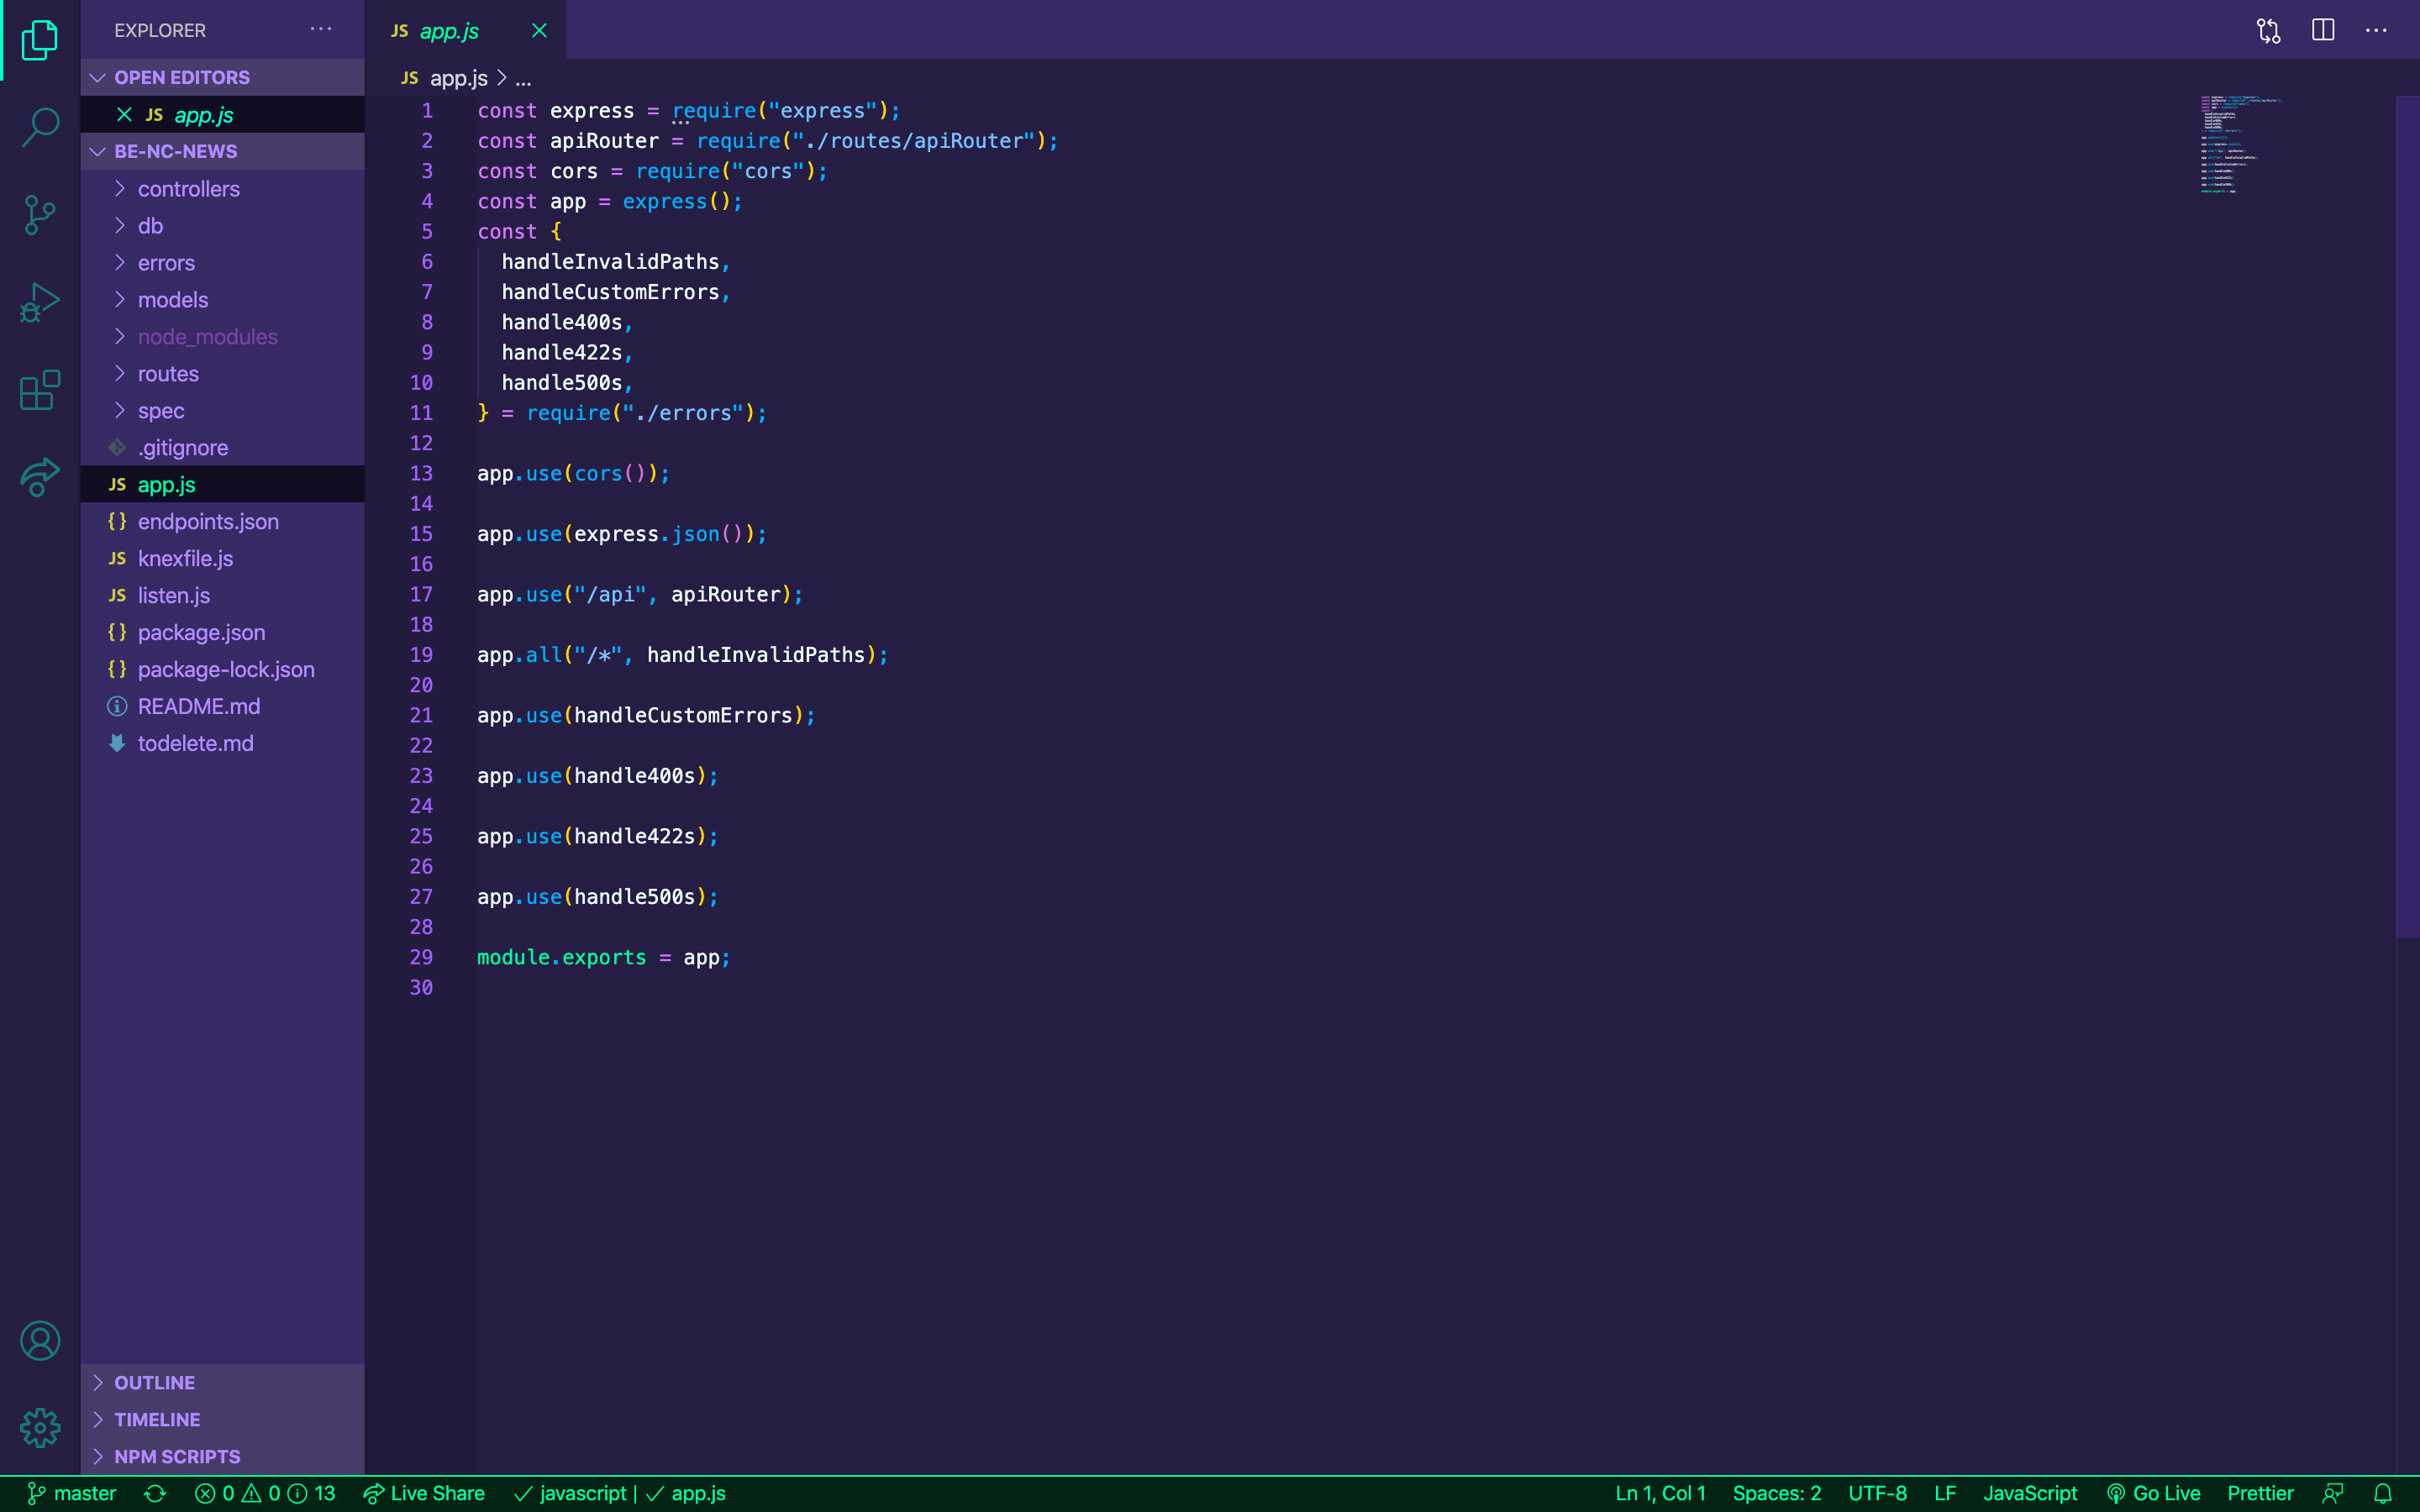 EXPLORER
OPEN EDITORS
JS app.js
BE-NC-NEWS
controllers
db
errors
models
node_modules
routes
spec
.gitignore
JS app.js
{} endpoints.json
JS knexfile.js
JS listen.js
{} package.json
{} package-lock.json
README.md
todelete.md
OUTLINE
TIMELINE
NPM SCRIPTS
JS app.js
JS app.js > ...
1 const express = require("express");
2 const apiRouter = require("./routes/apiRouter");
3 const cors = require("cors");
4 const app = express();
5 const {
6 handleInvalidPaths,
7 handleCustomErrors,
8 handle400s,
9 handle422s,
10 handle500s,
11 } = require("./errors");
12
13 app.use(cors());
14
15 app.use(express.json());
16
17 app.use("/api", apiRouter);
18
19 app.all("/*", handleInvalidPaths);
20
21 app.use(handleCustomErrors);
22
23 app.use(handle400s);
24
25 app.use(handle422s);
26
27 app.use(handle500s);
28
29 module.exports = app;
30
master 0 0 13 Live Share javascript | app.js Ln 1, Col 1 Spaces: 2 UTF-8 LF JavaScript Go Live Prettier